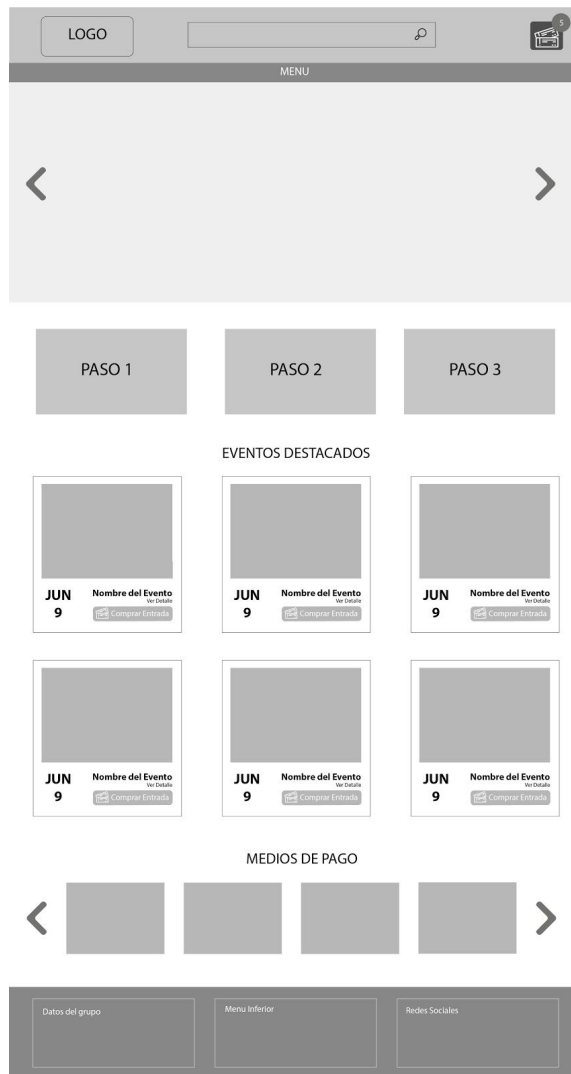 LOGO
5
MENU
PASO 1
PASO 2
PASO 3
EVENTOS DESTACADOS
JUN
9
Nombre del Evento
Ver Detalle
Comprar Entrada
JUN
9
Nombre del Evento
Ver Detalle
Comprar Entrada
JUN
9
Nombre del Evento
Ver Detalle
Comprar Entrada
JUN
9
Nombre del Evento
Ver Detalle
Comprar Entrada
JUN
9
Nombre del Evento
Ver Detalle
Comprar Entrada
JUN
9
Nombre del Evento
Ver Detalle
Comprar Entrada
MEDIOS DE PAGO
Datos del grupo
Menu Inferior
Redes Sociales